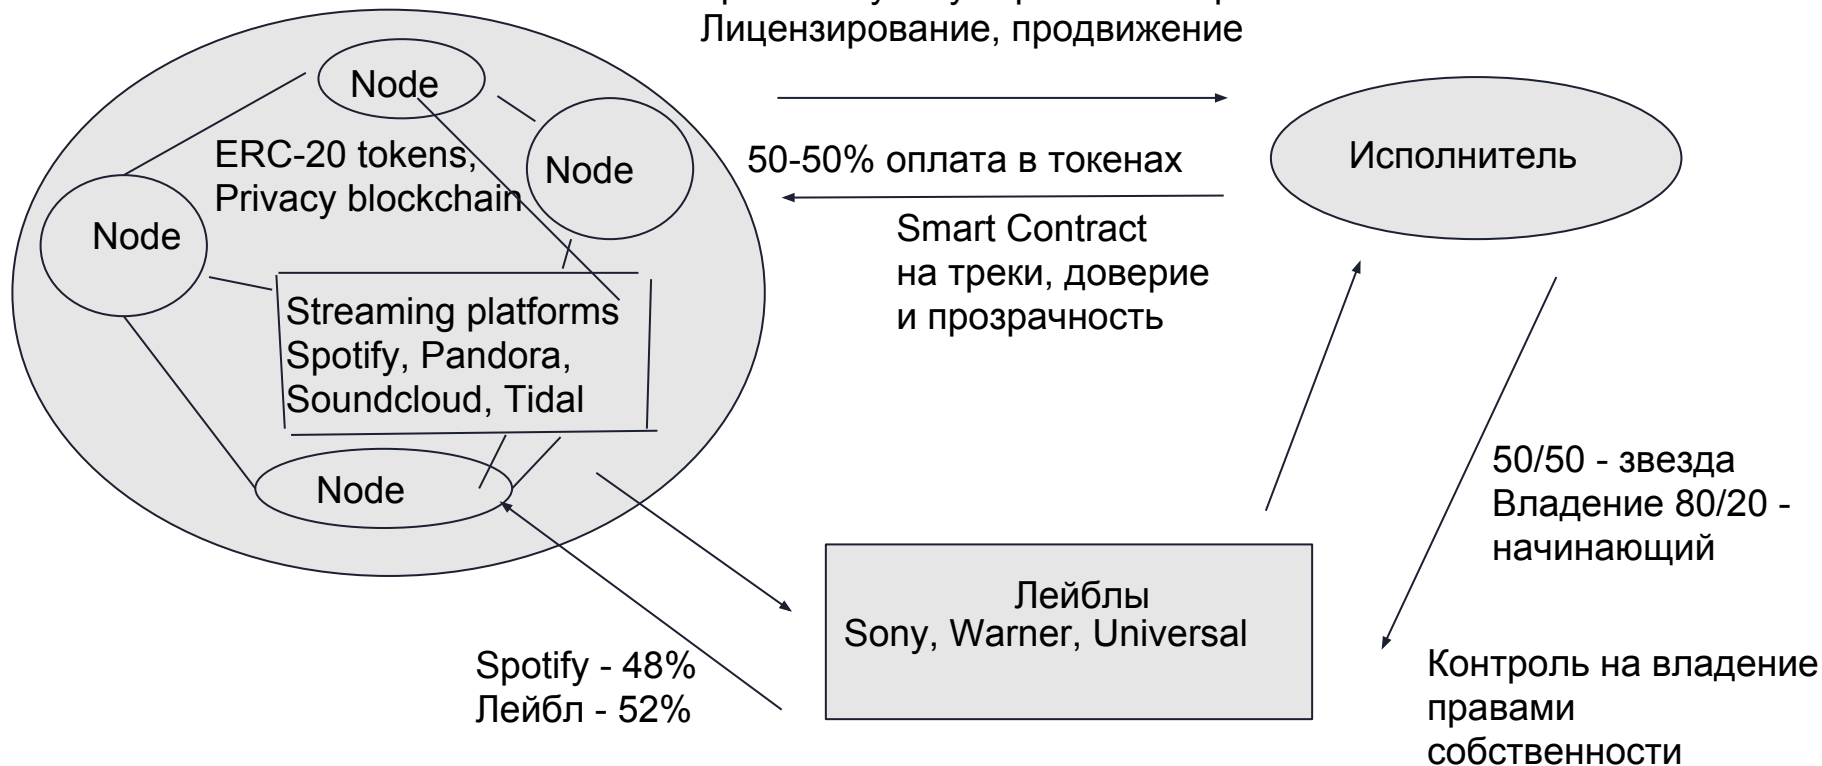 Лицензирование, продвижение
Node
ERC-20 tokens,
Privacy blockchain
Node
Node
50-50% оплата в токенах
Исполнитель
Smart Contract
на треки, доверие
и прозрачность
Streaming platforms
Spotify, Pandora,
Soundcloud, Tidal
Node
50/50 - звезда
Владение 80/20 -
начинающий
Лейблы
Sony, Warner, Universal
Spotify - 48%
Лейбл - 52%
Контроль на владение
правами
собственности